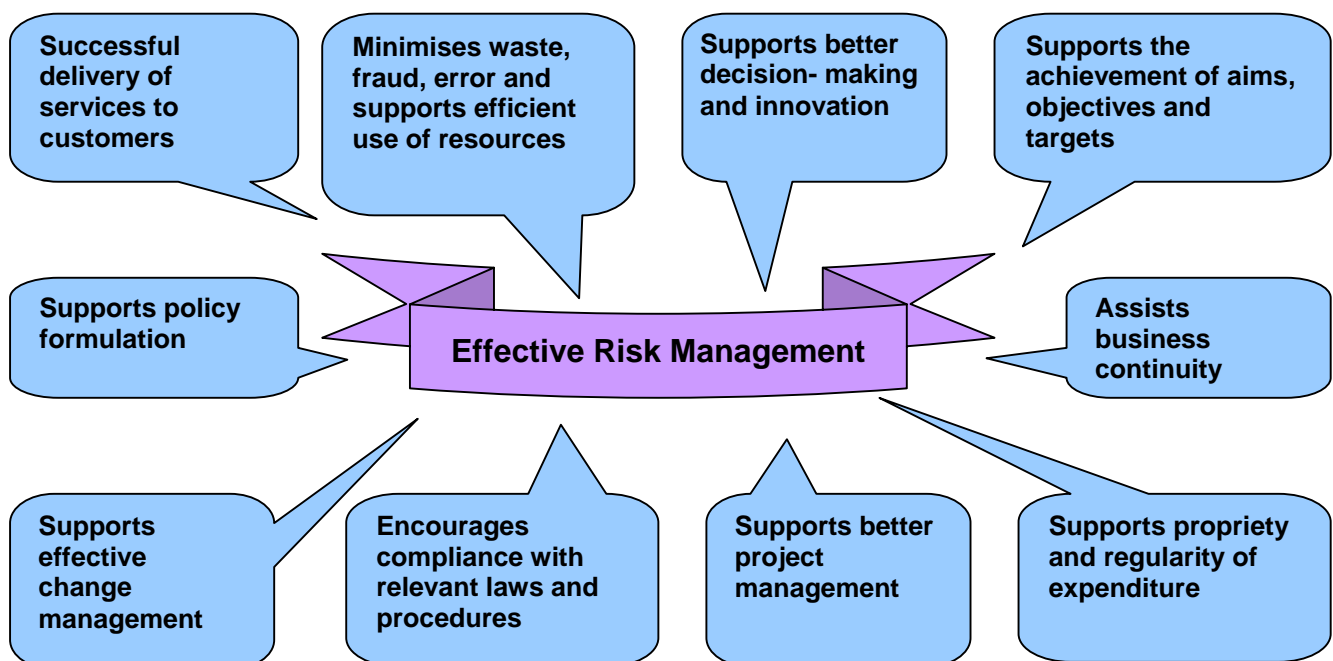 Successful
delivery of
services to
customers
Minimises waste,
fraud, error and
supports efficient
use of resources
Supports better
decision- making
and innovation
Supports the
achievement of aims,
objectives and
targets
Supports policy
formulation
Effective Risk Management
Assists
business
continuity
Supports
effective
change
management
Encourages
compliance with
relevant laws and
procedures
Supports better
project
management
Supports propriety
and regularity of
expenditure